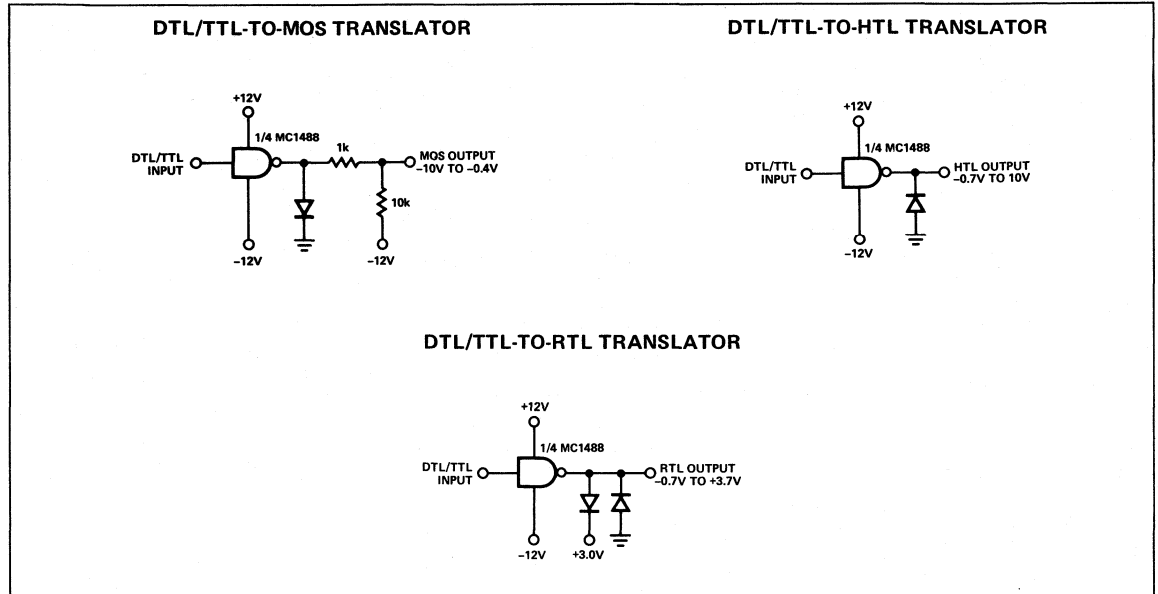 DTL/TTL-TO-MOS TRANSLATOR
+12V
1/4 MC1488
1k
DTL/TTL
INPUT
MOS OUTPUT
–10V TO –0.4V
10k
–12V
–12V
DTL/TTL-TO-HTL TRANSLATOR
+12V
1/4 MC1488
DTL/TTL
INPUT
HTL OUTPUT
–0.7V TO 10V
–12V
DTL/TTL-TO-RTL TRANSLATOR
+12V
1/4 MC1488
DTL/TTL
INPUT
RTL OUTPUT
–0.7V TO +3.7V
–12V
+3.0V